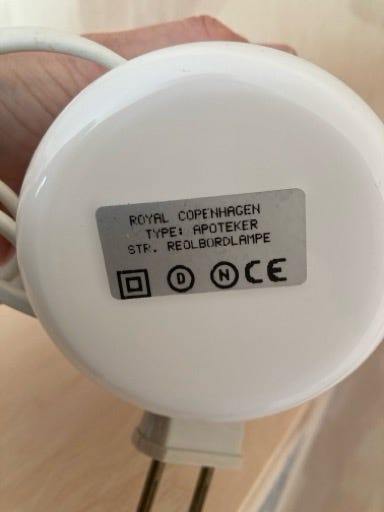 ROYAL COPENHAGEN
TYPE: APOTEKER
STR. REOLBORDLAMPE
D N CE